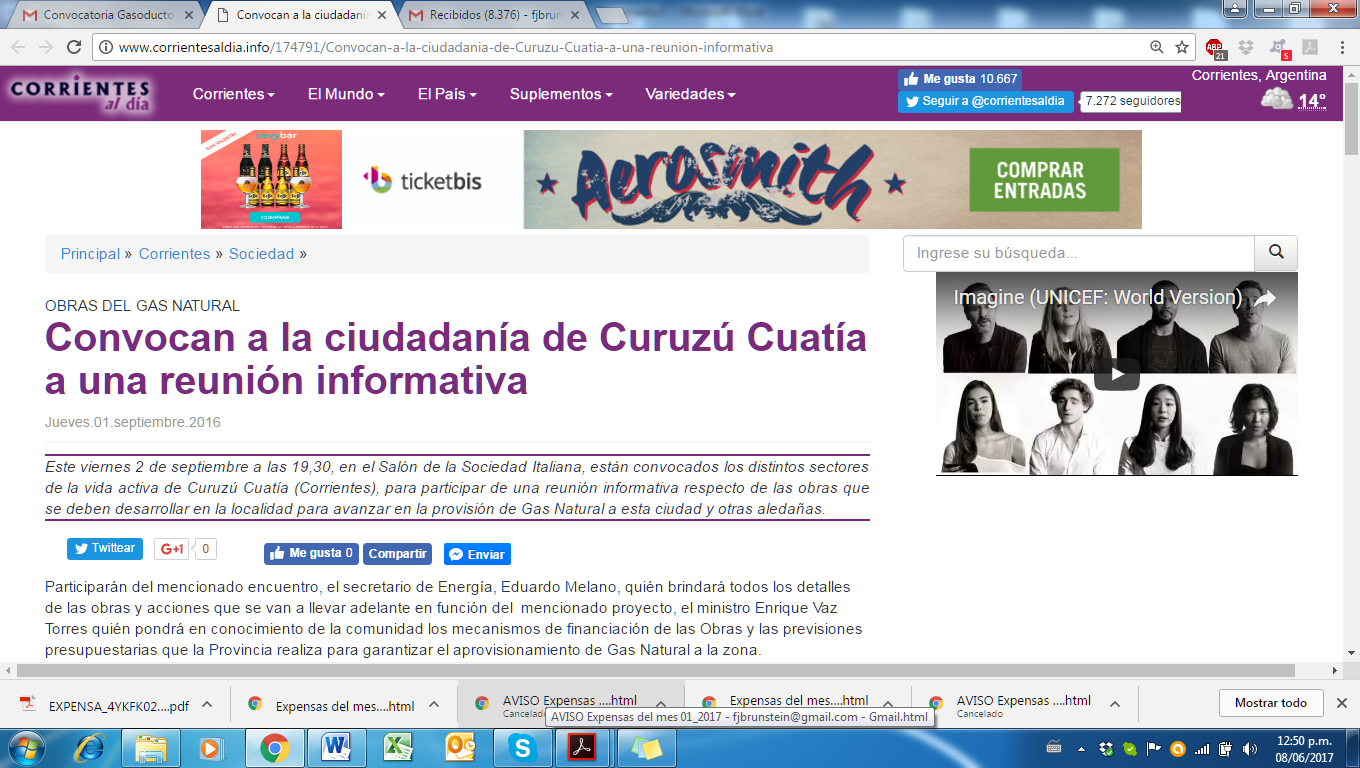 Convocatoria Gasoducto
Convocan a la ciudadanía
Recibidos (8.376) - fjbrun
www.corrientesaldia.info/174791/Convocan-a-la-ciudadania-de-Curuzu-Cuatia-a-una-reunion-informativa
ABP
21
5
CORRIENTES
al día
Corrientes
El Mundo
El País
Suplementos
Variedades
Me gusta 10.667
Seguir a @corrientesaldia
7.272 seguidores
Corrientes, Argentina
14°
SAN VALENTIN
bevybar
COMPRAR
ticketbis
Aerosmith
COMPRAR
ENTRADAS
Principal » Corrientes » Sociedad »
Ingrese su búsqueda...
Imagine (UNICEF: World Version)
OBRAS DEL GAS NATURAL
Convocan a la ciudadanía de Curuzú Cuatía
a una reunión informativa
Jueves.01.septiembre.2016
Este viernes 2 de septiembre a las 19,30, en el Salón de la Sociedad Italiana, están convocados los distintos sectores
de la vida activa de Curuzú Cuatía (Corrientes), para participar de una reunión informativa respecto de las obras que
se deben desarrollar en la localidad para avanzar en la provisión de Gas Natural a esta ciudad y otras aledañas.
Twittear
G+1
0
Me gusta 0
Compartir
Enviar
Participarán del mencionado encuentro, el secretario de Energía, Eduardo Melano, quién brindará todos los detalles
de las obras y acciones que se van a llevar adelante en función del mencionado proyecto, el ministro Enrique Vaz
Torres quién pondrá en conocimiento de la comunidad los mecanismos de financiación de las Obras y las previsiones
presupuestarias que la Provincia realiza para garantizar el aprovisionamiento de Gas Natural a la zona.
EXPENSA_4YKFK02....pdf
Expensas del mes....html
AVISO Expensas ....html
Cancelado
Expensas del mes....html
AVISO Expensas ....html
Cancelado
Mostrar todo
AVISO Expensas del mes 01_2017 - fjbrunstein@gmail.com - Gmail.html
12:50 p.m.
08/06/2017